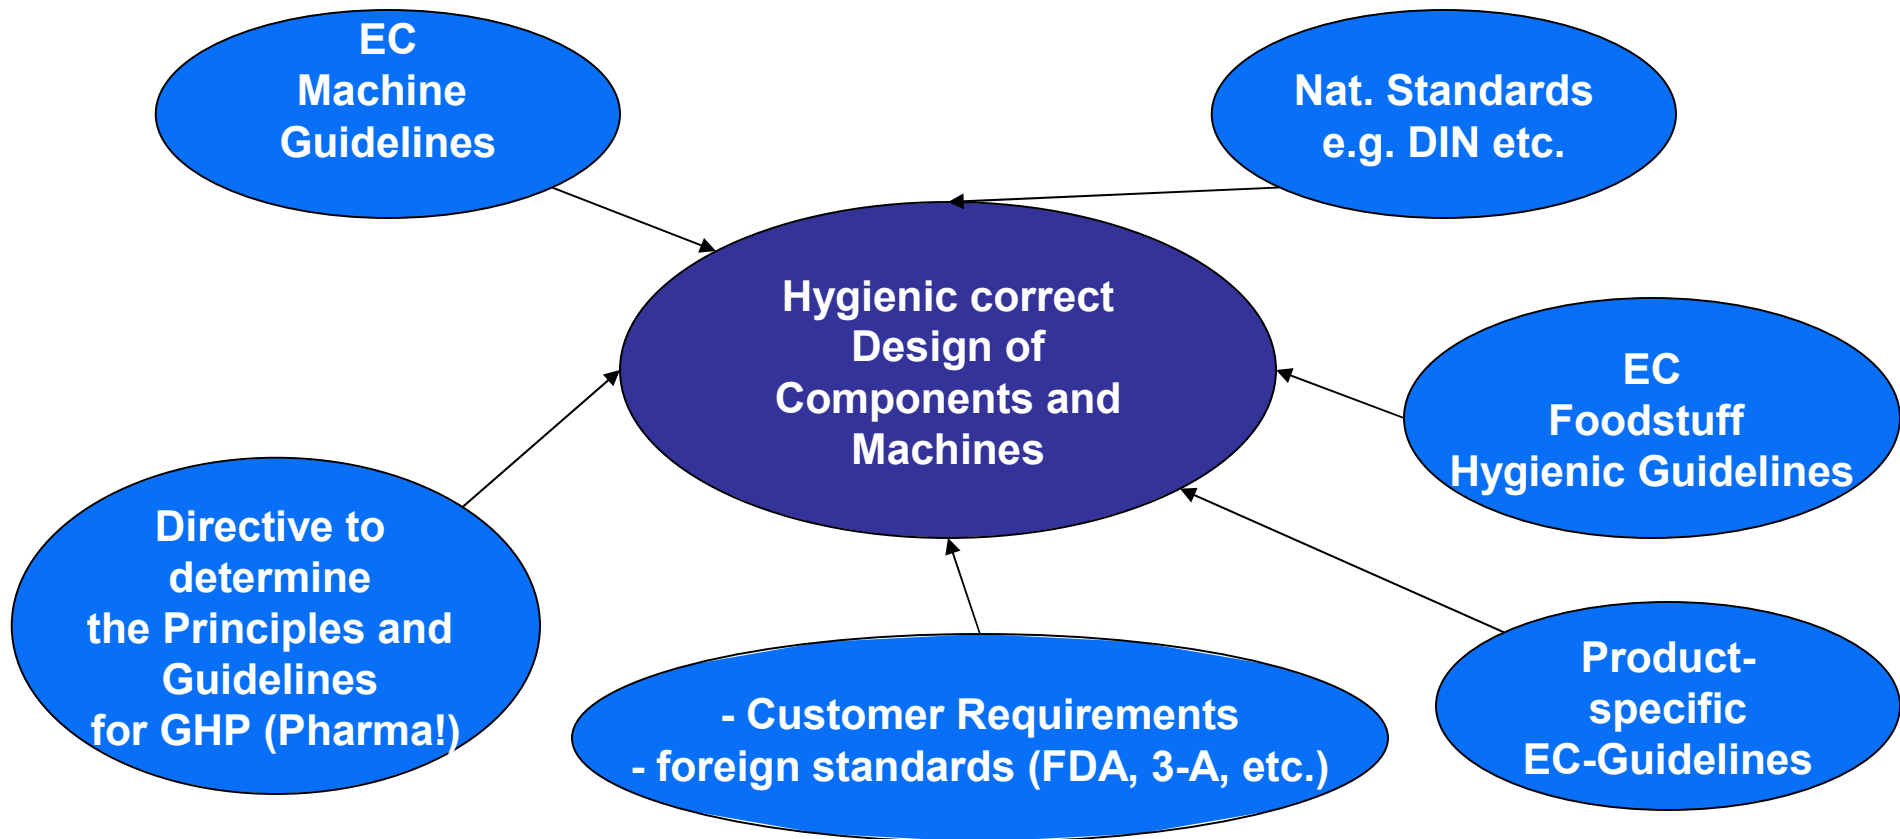 EC
Machine
Guidelines
Nat. Standards
e.g. DIN etc.
Hygienic correct
Design of
Components and
Machines
EC
Foodstuff
Hygienic Guidelines
Directive to
determine
the Principles and
Guidelines
for GHP (Pharma!)
- Customer Requirements
- foreign standards (FDA, 3-A, etc.)
Product-
specific
EC-Guidelines